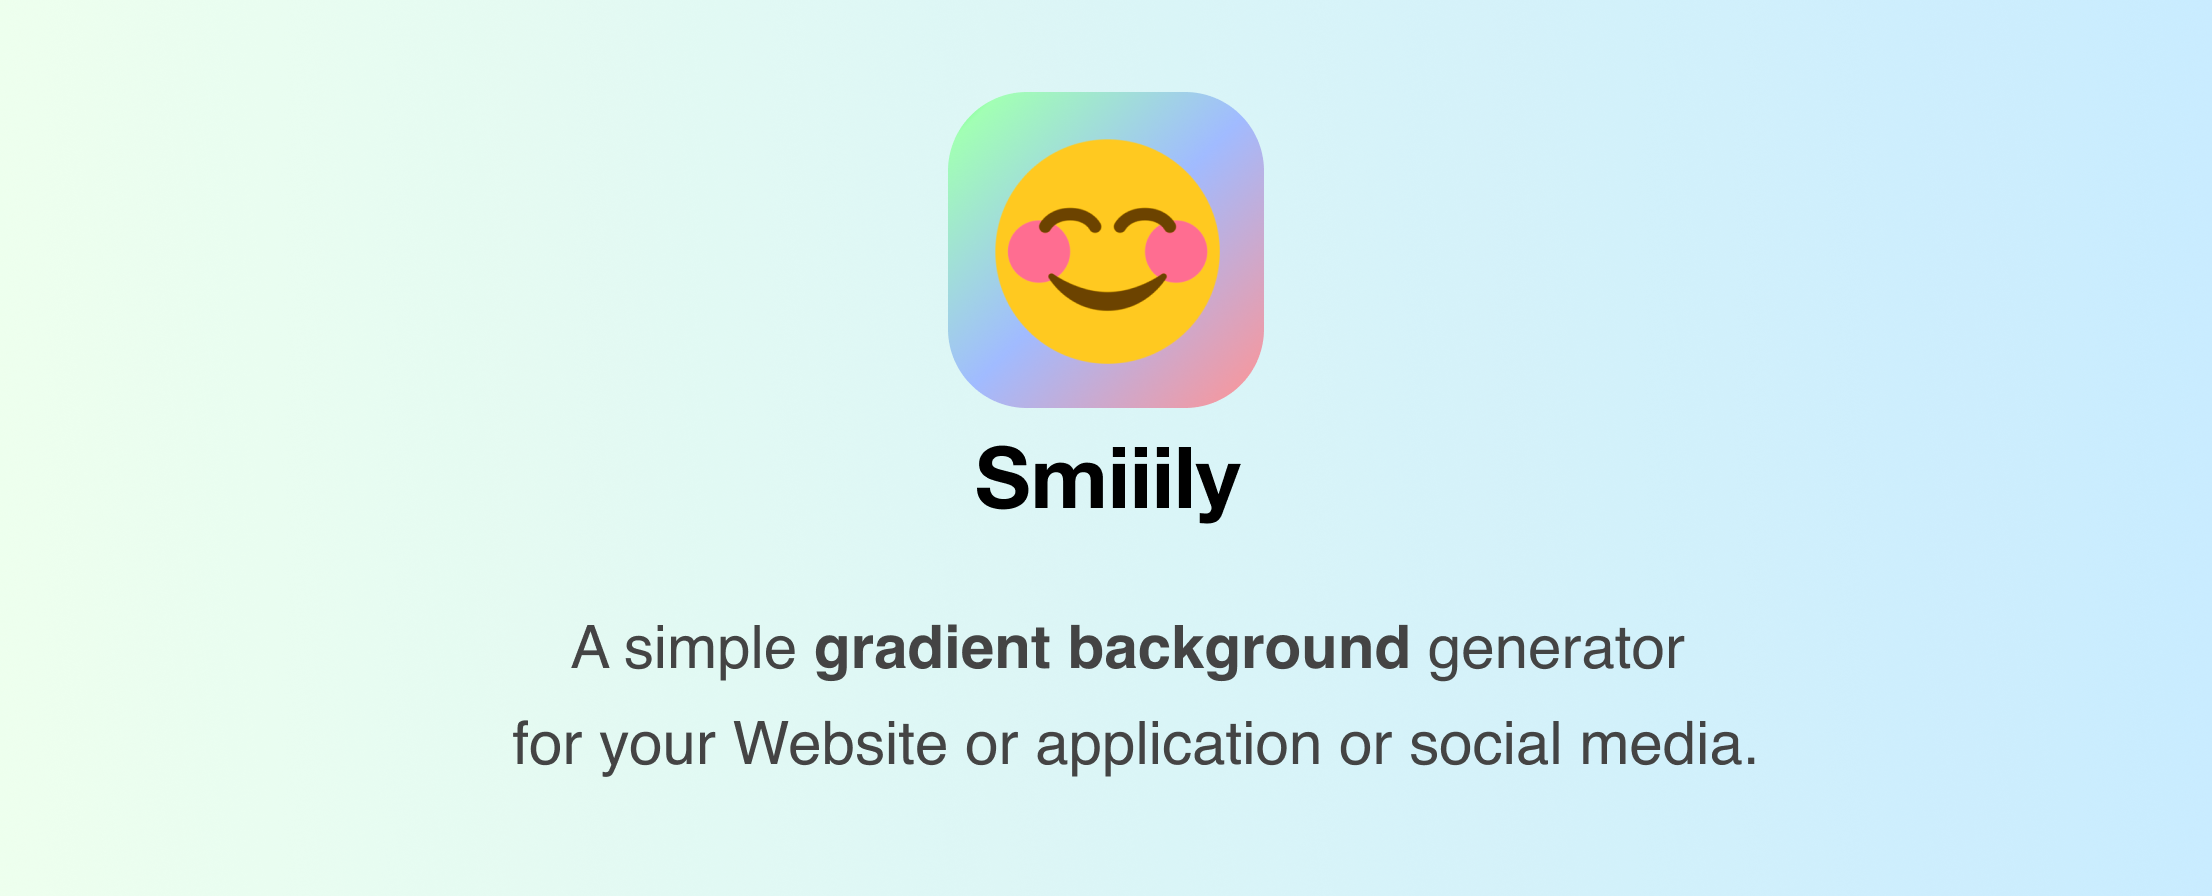 Smiiily
A simple gradient background generator
for your Website or application or social media.